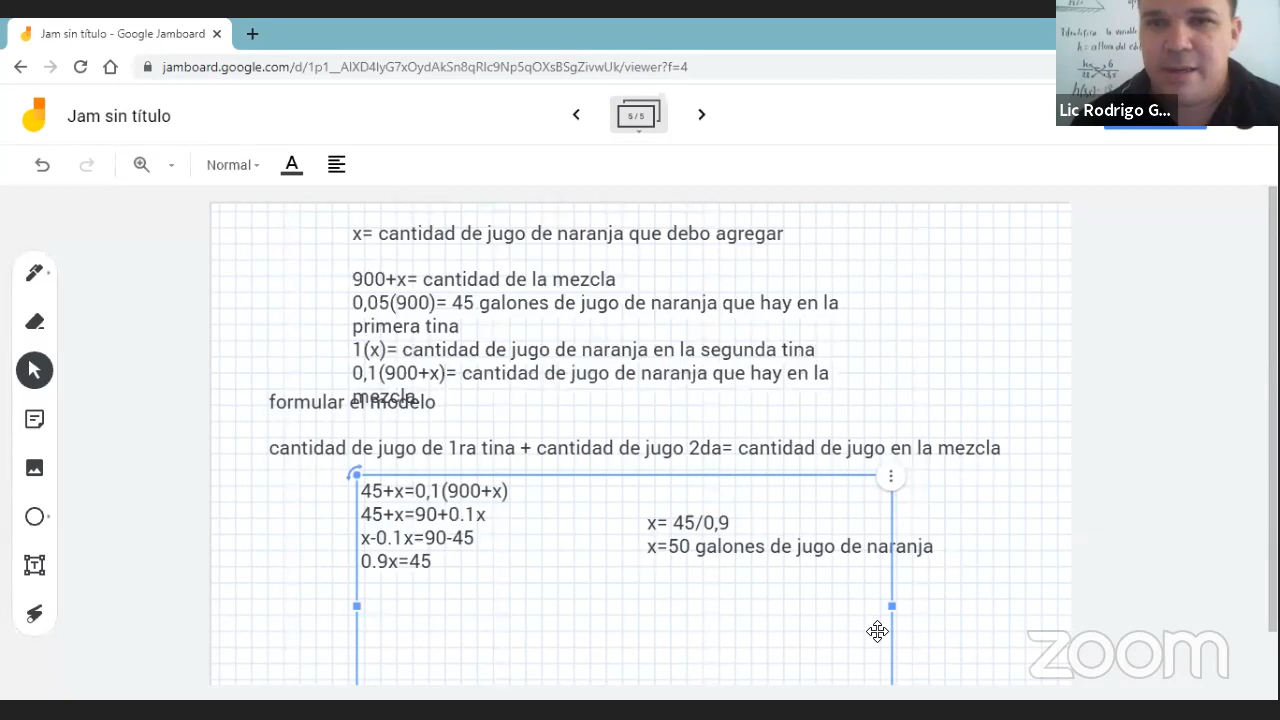 Jam sin título - Google Jamboard
jamboard.google.com/d/1p1__AlXD4lyG7xOydAkSn8qRlc9Np5qOXsBSgZivwUk/viewer?f=4
Identifica la variable
Lic Rodrigo G...
Jam sin título
5 / 5
Normal
A
x= cantidad de jugo de naranja que debo agregar
900+x= cantidad de la mezcla
0,05(900)= 45 galones de jugo de naranja que hay en la
primera tina
1(x)= cantidad de jugo de naranja en la segunda tina
0,1(900+x)= cantidad de jugo de naranja que hay en la
mezcla
formular el modelo
cantidad de jugo de 1ra tina + cantidad de jugo 2da= cantidad de jugo en la mezcla
45+x=0,1(900+x)
45+x=90+0.1x
x-0.1x=90-45
0.9x=45
x= 45/0,9
x=50 galones de jugo de naranja
zoom